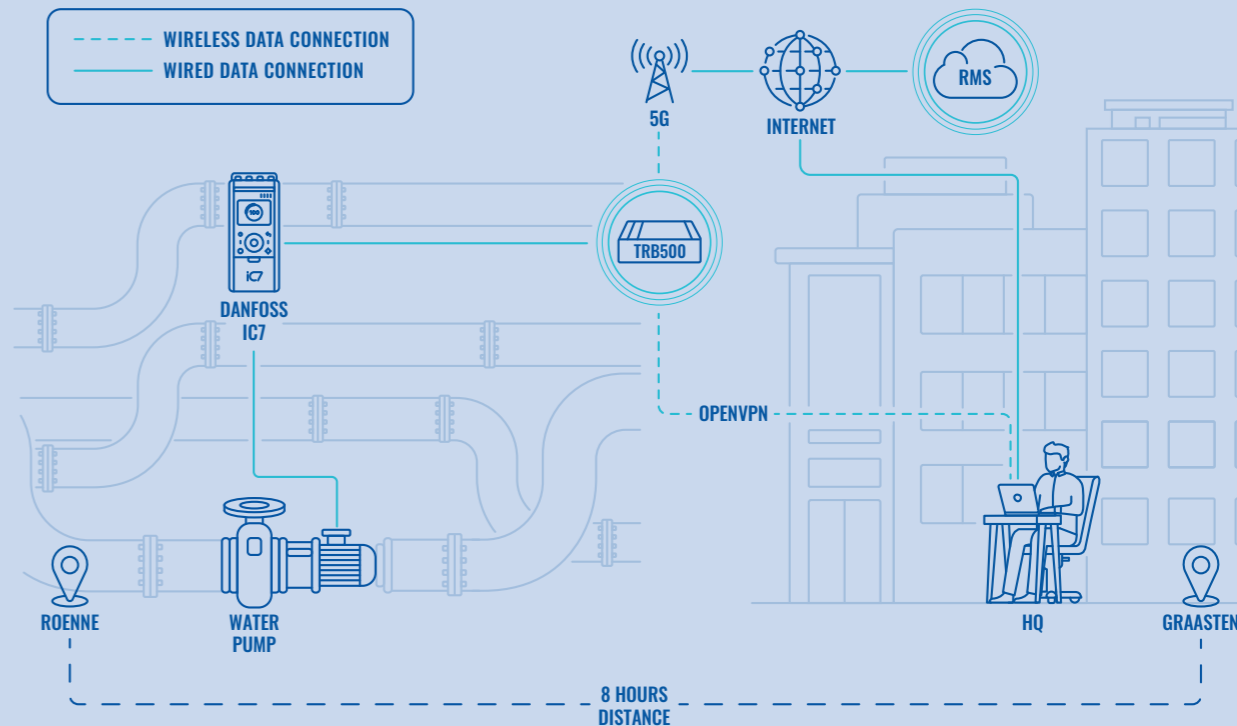 WIRELESS DATA CONNECTION
WIRED DATA CONNECTION
5G
INTERNET
RMS
TRB500
iC7
DANFOSS
IC7
OPENVPN
ROENNE
WATER
PUMP
HQ
GRAASTEN
8 HOURS
DISTANCE